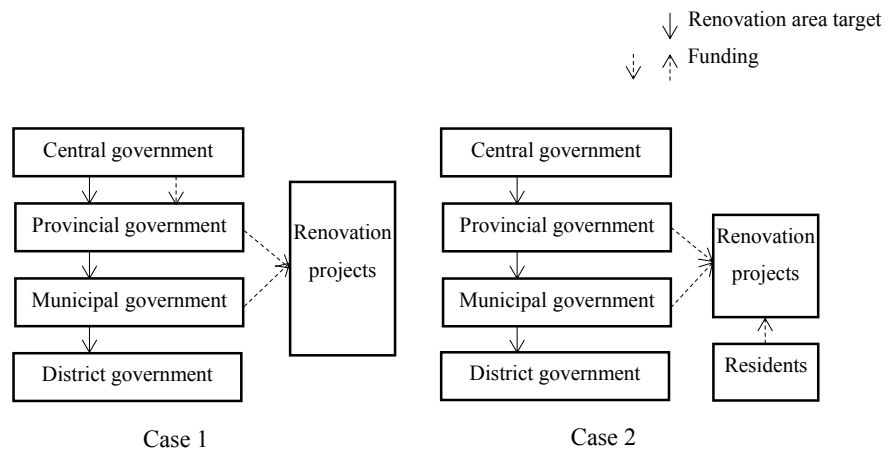 Renovation area target
Funding
Central government
Provincial government
Municipal government
District government
Renovation
projects
Case 1
Central government
Provincial government
Municipal government
District government
Renovation
projects
Residents
Case 2